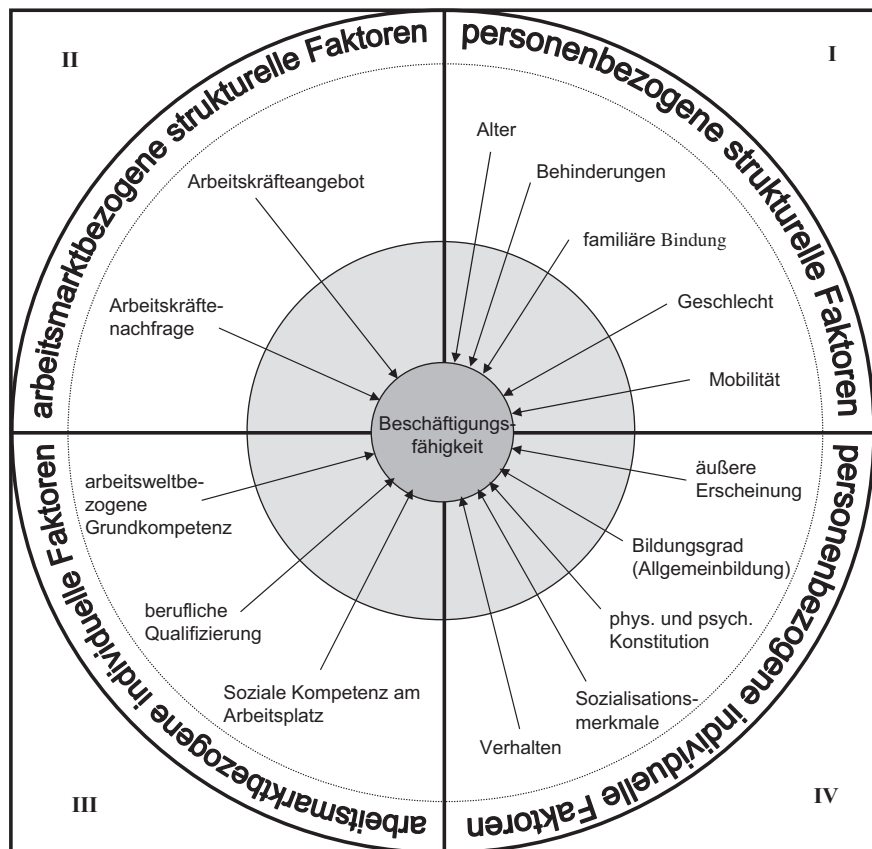 II
I
arbeitsmarktbezogene strukturelle Faktoren
personenbezogene strukturelle Faktoren
Alter
Behinderungen
Arbeitskräfteangebot
familiäre Bindung
Arbeitskräfte-
nachfrage
Geschlecht
Mobilität
Beschäftigungs-
fähigkeit
arbeitsweltbe-
zogene
Grundkompetenz
äußere
Erscheinung
Bildungsgrad
(Allgemeinbildung)
berufliche
Qualifizierung
phys. und psych.
Konstitution
Soziale Kompetenz am
Arbeitsplatz
Sozialisations-
merkmale
Verhalten
arbeitsmarktbezogene individuelle Faktoren
personenbezogene individuelle Faktoren
III
IV